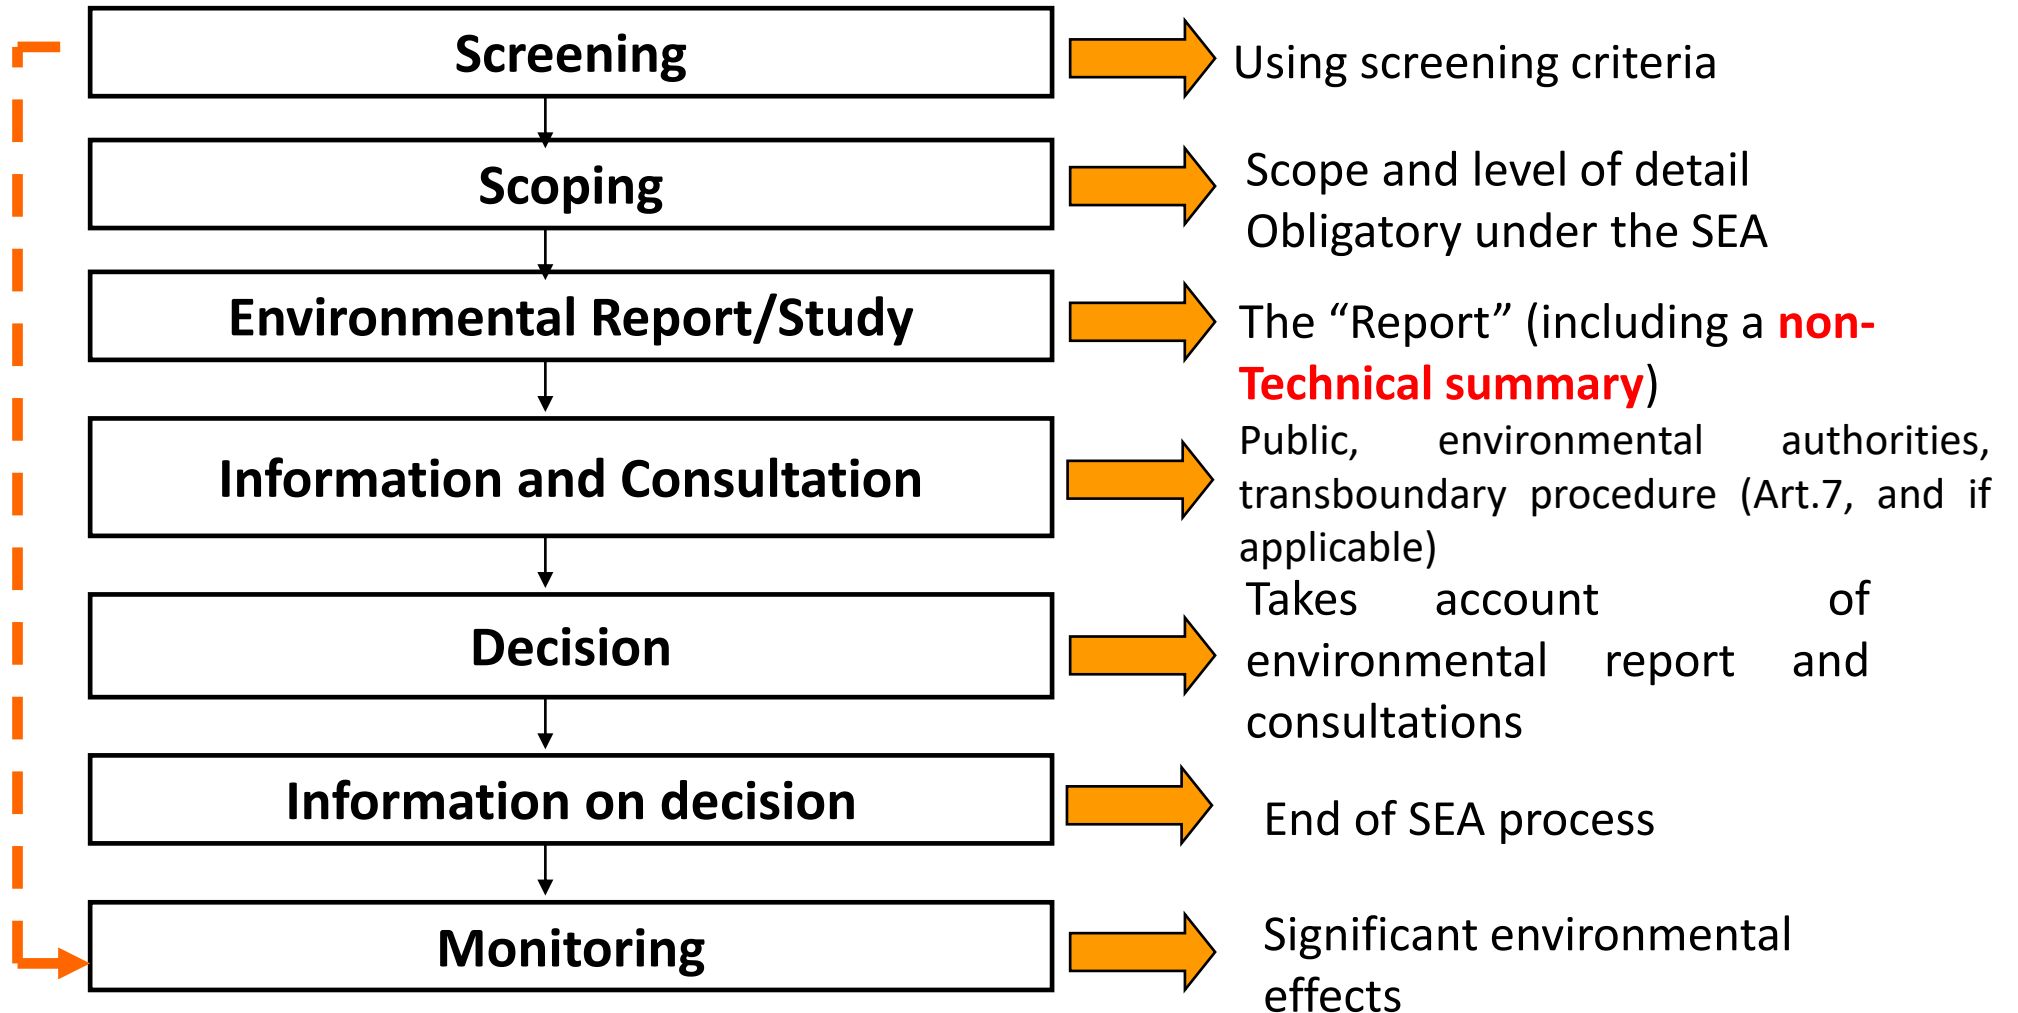 Screening
Using screening criteria
Scoping
Scope and level of detail
Obligatory under the SEA
Environmental Report/Study
The “Report” (including a non-
Technical summary)
Information and Consultation
Public, environmental authorities,
transboundary procedure (Art.7, and if
applicable)
Decision
Takes account of
environmental report and
consultations
Information on decision
End of SEA process
Monitoring
Significant environmental
effects